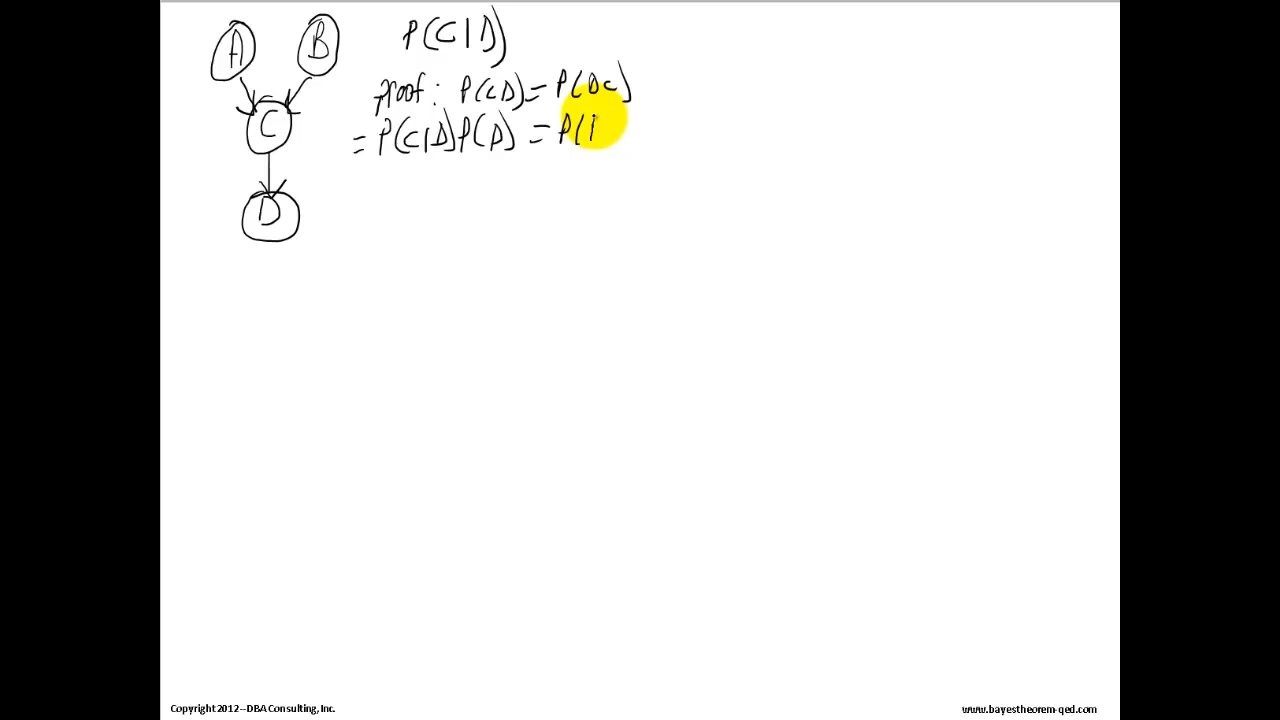 A B P(C|D)
proof: P(CD)=P(DC)
C =P(C|D)P(D) = P(
D
Copyright 2012--DBA Consulting, Inc. www.bayestheorem-qed.com